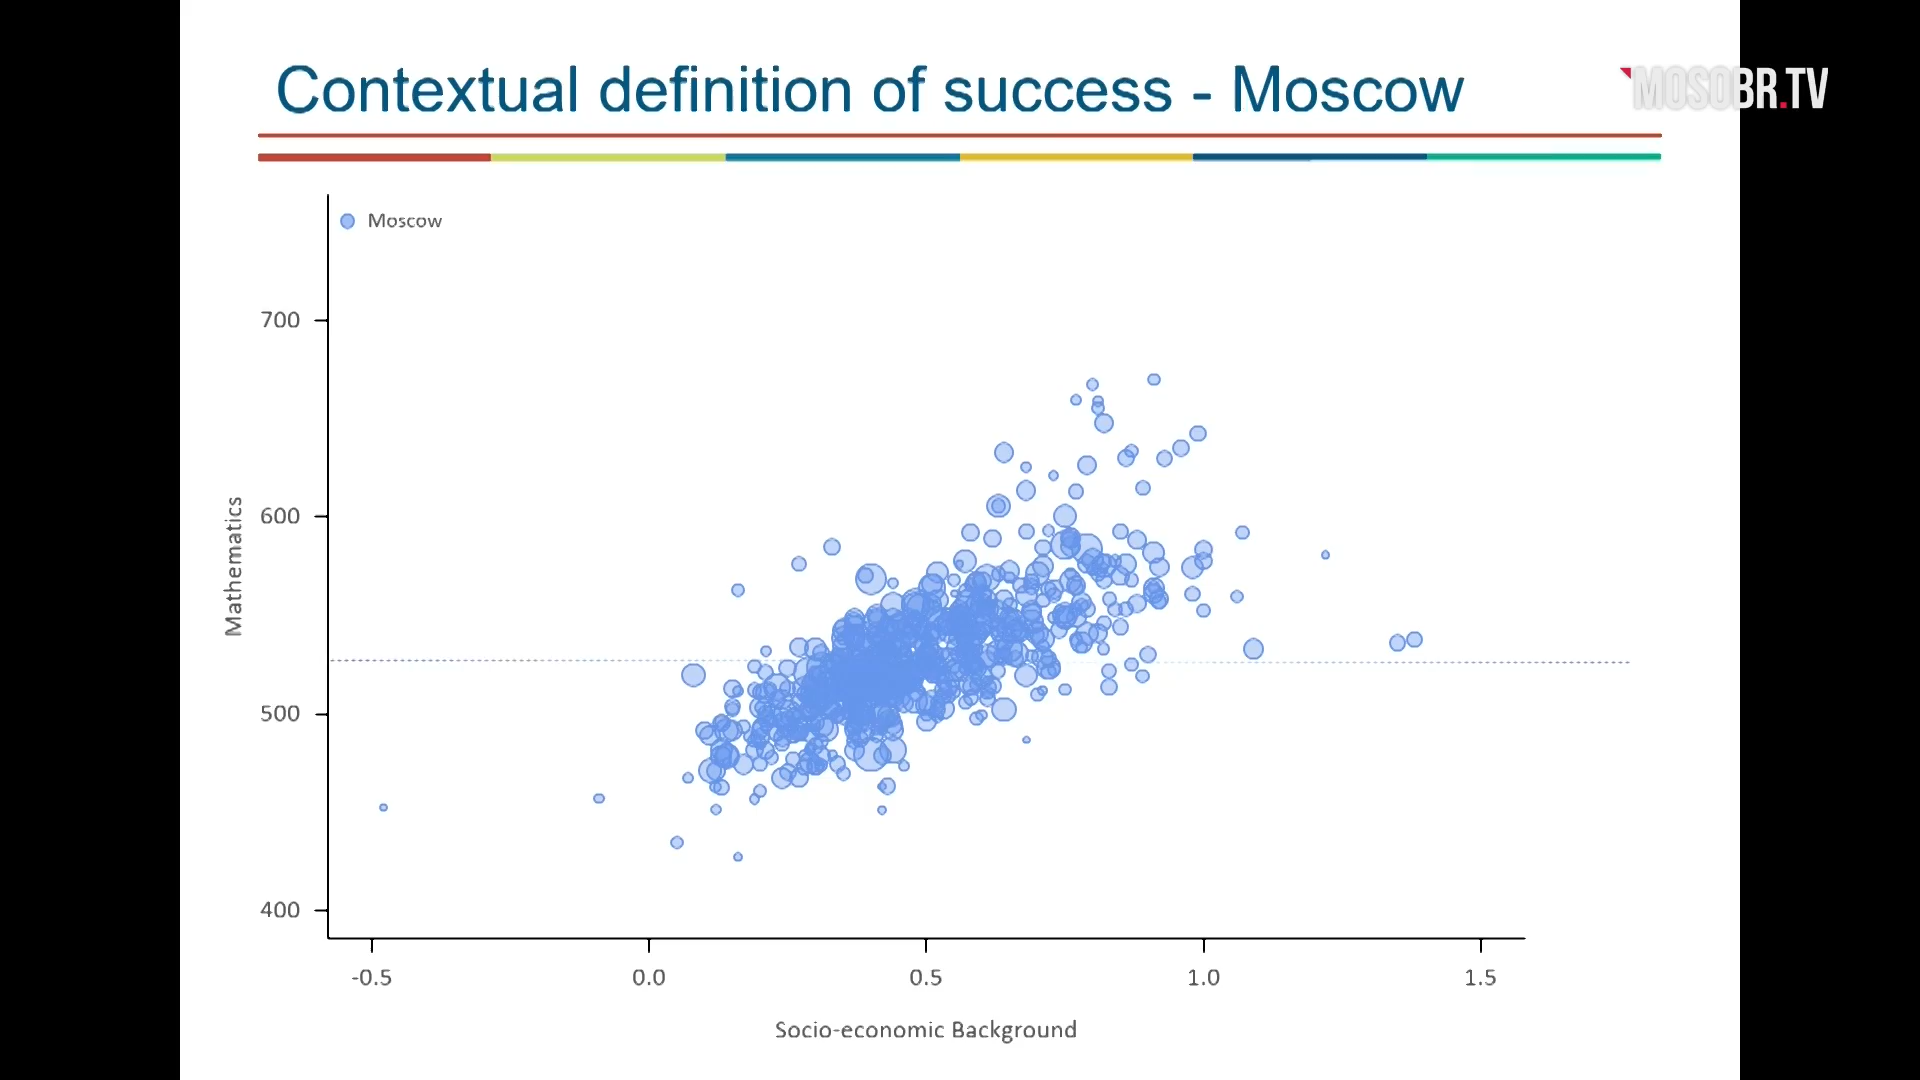 Contextual definition of success - Moscow
MOSOBR.TV
Moscow
700
600
500
400
Mathematics
-0.5
0.0
0.5
1.0
1.5
Socio-economic Background